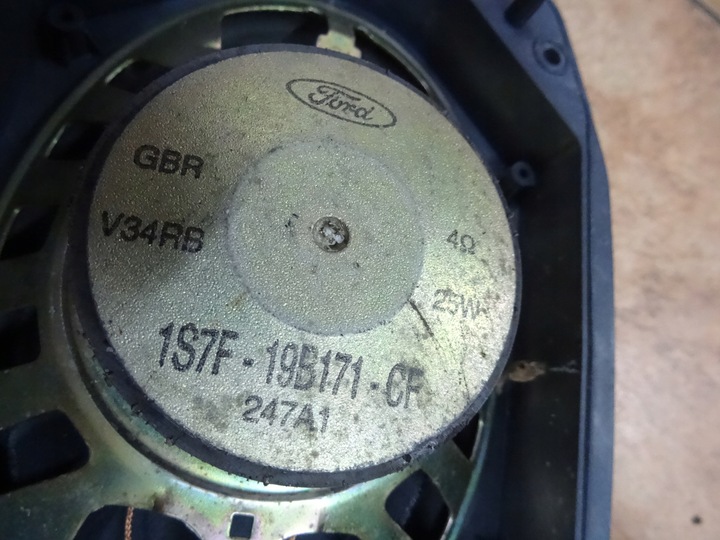 Ford
GBR
V34RB
4Ω
25W
1S7F - 19B171 - CF
247A1